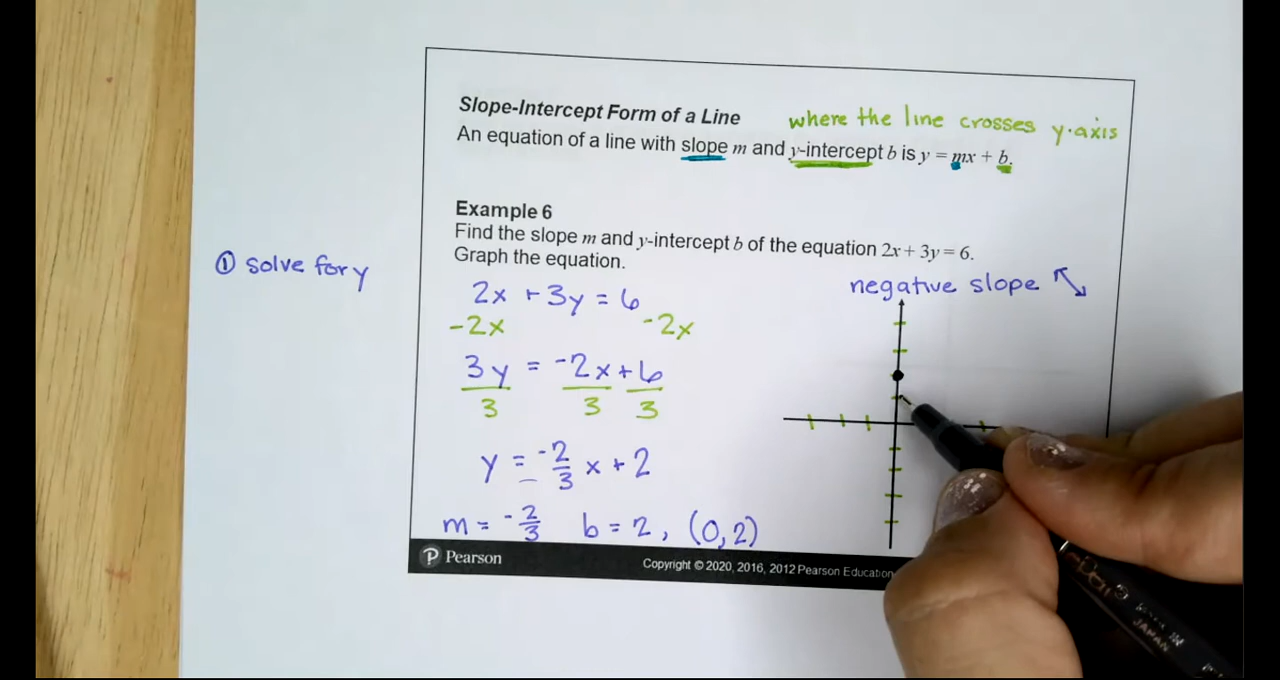 Slope-Intercept Form of a Line
where the line crosses y-axis
An equation of a line with slope m and y-intercept b is y = mx + b.
Example 6
Find the slope m and y-intercept b of the equation 2x + 3y = 6.
Graph the equation.
① solve for y
negative slope
2x + 3y = 6
-2x -2x
3y = -2x + 6
3 3 3
y = -2/3 x + 2
m = -2/3 b = 2, (0,2)
P Pearson
Copyright © 2020, 2016, 2012 Pearson Education
JAPAN